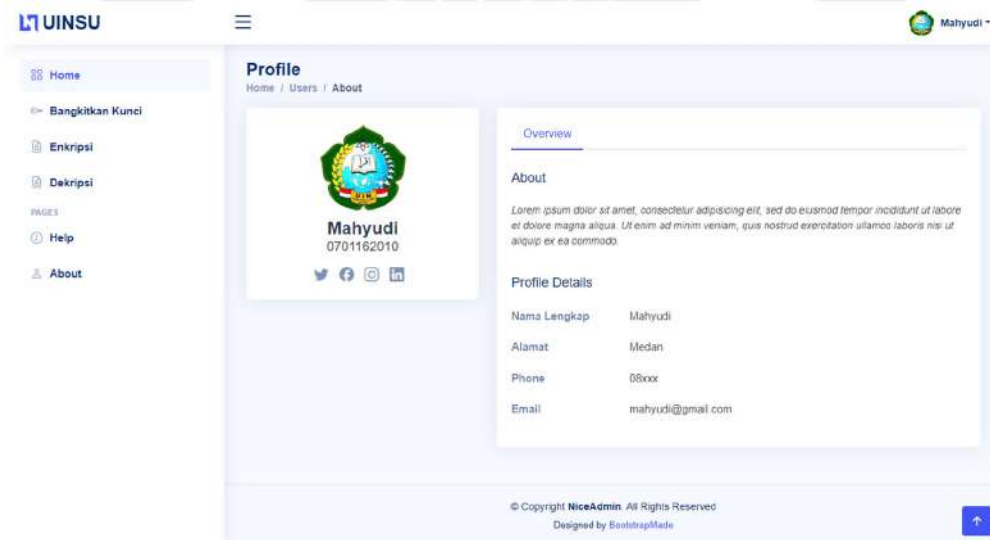 UINSU
Mahyudi
Home
Bangkitkan Kunci
Enkripsi
Dekripsi
PAGES
Help
About
Profile
Home / Users / About
Mahyudi
0701162010
Overview
About
Lorem ipsum dolor sit amet, consectetur adipisicing elit, sed do eiusmod tempor incididunt ut labore
et dolore magna aliqua. Ut enim ad minim veniam, quis nostrud exercitation ullamco laboris nisi ut
aliquip ex ea commodo.
Profile Details
Nama Lengkap Mahyudi
Alamat Medan
Phone 08xxx
Email mahyudi@gmail.com
© Copyright NiceAdmin. All Rights Reserved
Designed by BootstrapMade